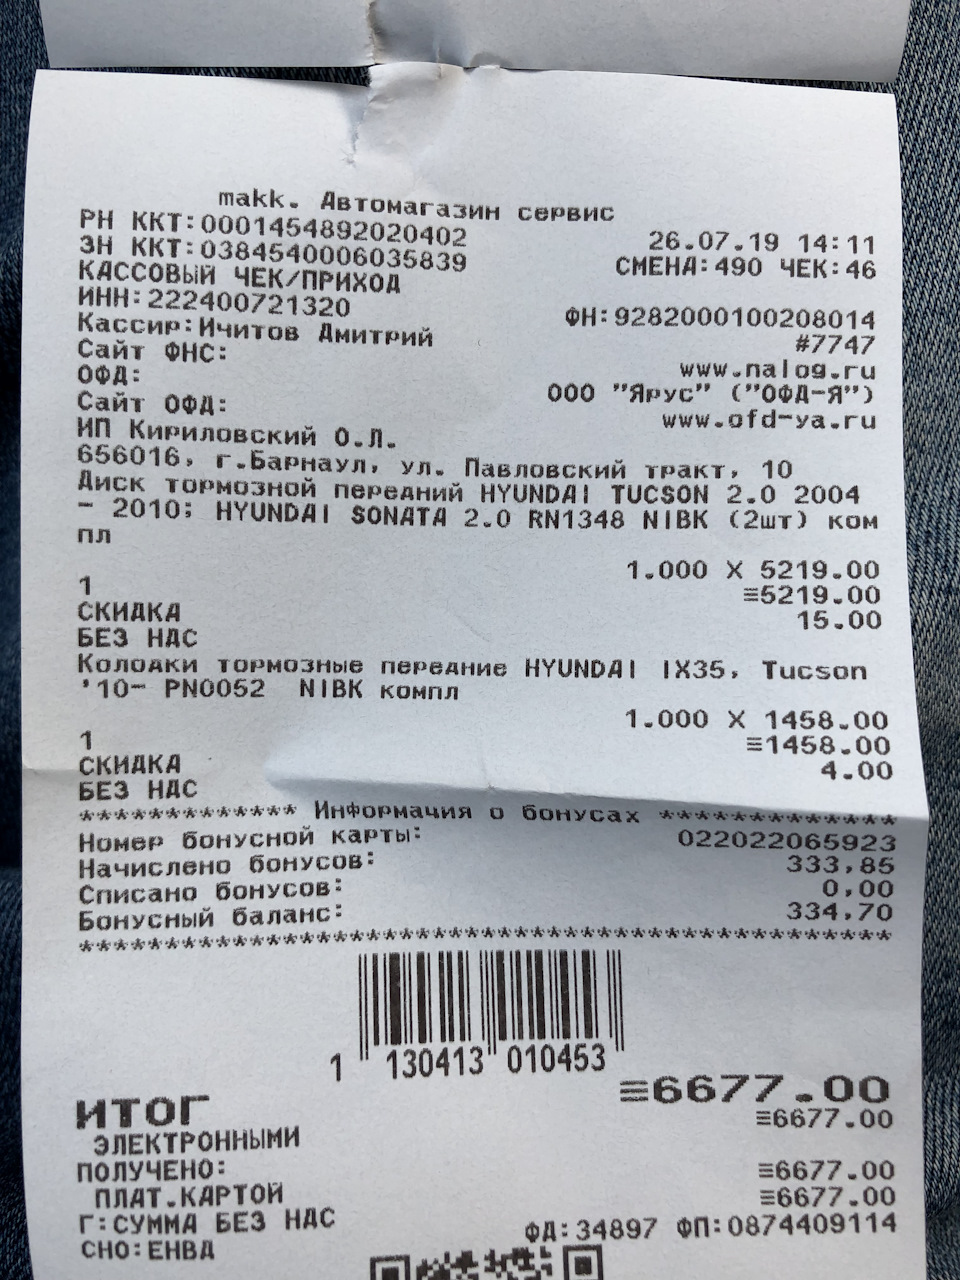 makk. Автомагазин сервис
РН ККТ:0001454892020402 26.07.19 14:11
ЗН ККТ:03845400060358​39 СМЕНА:490 ЧЕК:46
КАССОВЫЙ ЧЕК/ПРИХОД
ИНН:222400721320 ФН:9282000100208014
Кассир:Ичитов Дмитрий #7747
Сайт ФНС: www.nalog.ru
ОФД: ООО "Ярус" ("ОФД-Я")
Сайт ОФД: www.ofd-ya.ru
ИП Кириловский О.Л.
656016, г.Барнаул, ул. Павловский тракт, 10
Диск тормозной передний HYUNDAI TUCSON 2.0 2004
- 2010; HYUNDAI SONATA 2.0 RN1348 NIBK (2шт) ком
пл
1.000 X 5219.00
1 ≡5219.00
СКИДКА 15.00
БЕЗ НДС
Колодки тормозные передние HYUNDAI IX35, Tucson
'10- PN0052 NIBK компл
1.000 X 1458.00
1 ≡1458.00
СКИДКА 4.00
БЕЗ НДС
************* Информация о бонусах *************
Номер бонусной карты: 022022065923
Начислено бонусов: 333,85
Списано бонусов: 0,00
Бонусный баланс: 334,70
************************************************
1 130413 010453
ИТОГ ≡6677.00
ЭЛЕКТРОННЫМИ ≡6677.00
ПОЛУЧЕНО:
ПЛАТ.КАРТОЙ ≡6677.00
Г:СУММА БЕЗ НДС ≡6677.00
СНО:ЕНВД ФД:34897 ФП:0874409114